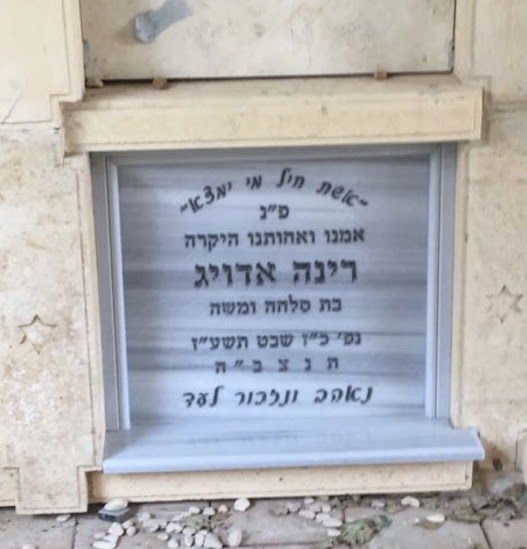 "אשת חיל מי ימצא"
פ"נ
אמנו ואחותנו היקרה
רינה אדויג
בת סלחה ומשה
נפ' כ"ן שבט תשע"ן
ת נ צ ב " ה
נאהב ונזכור לעד